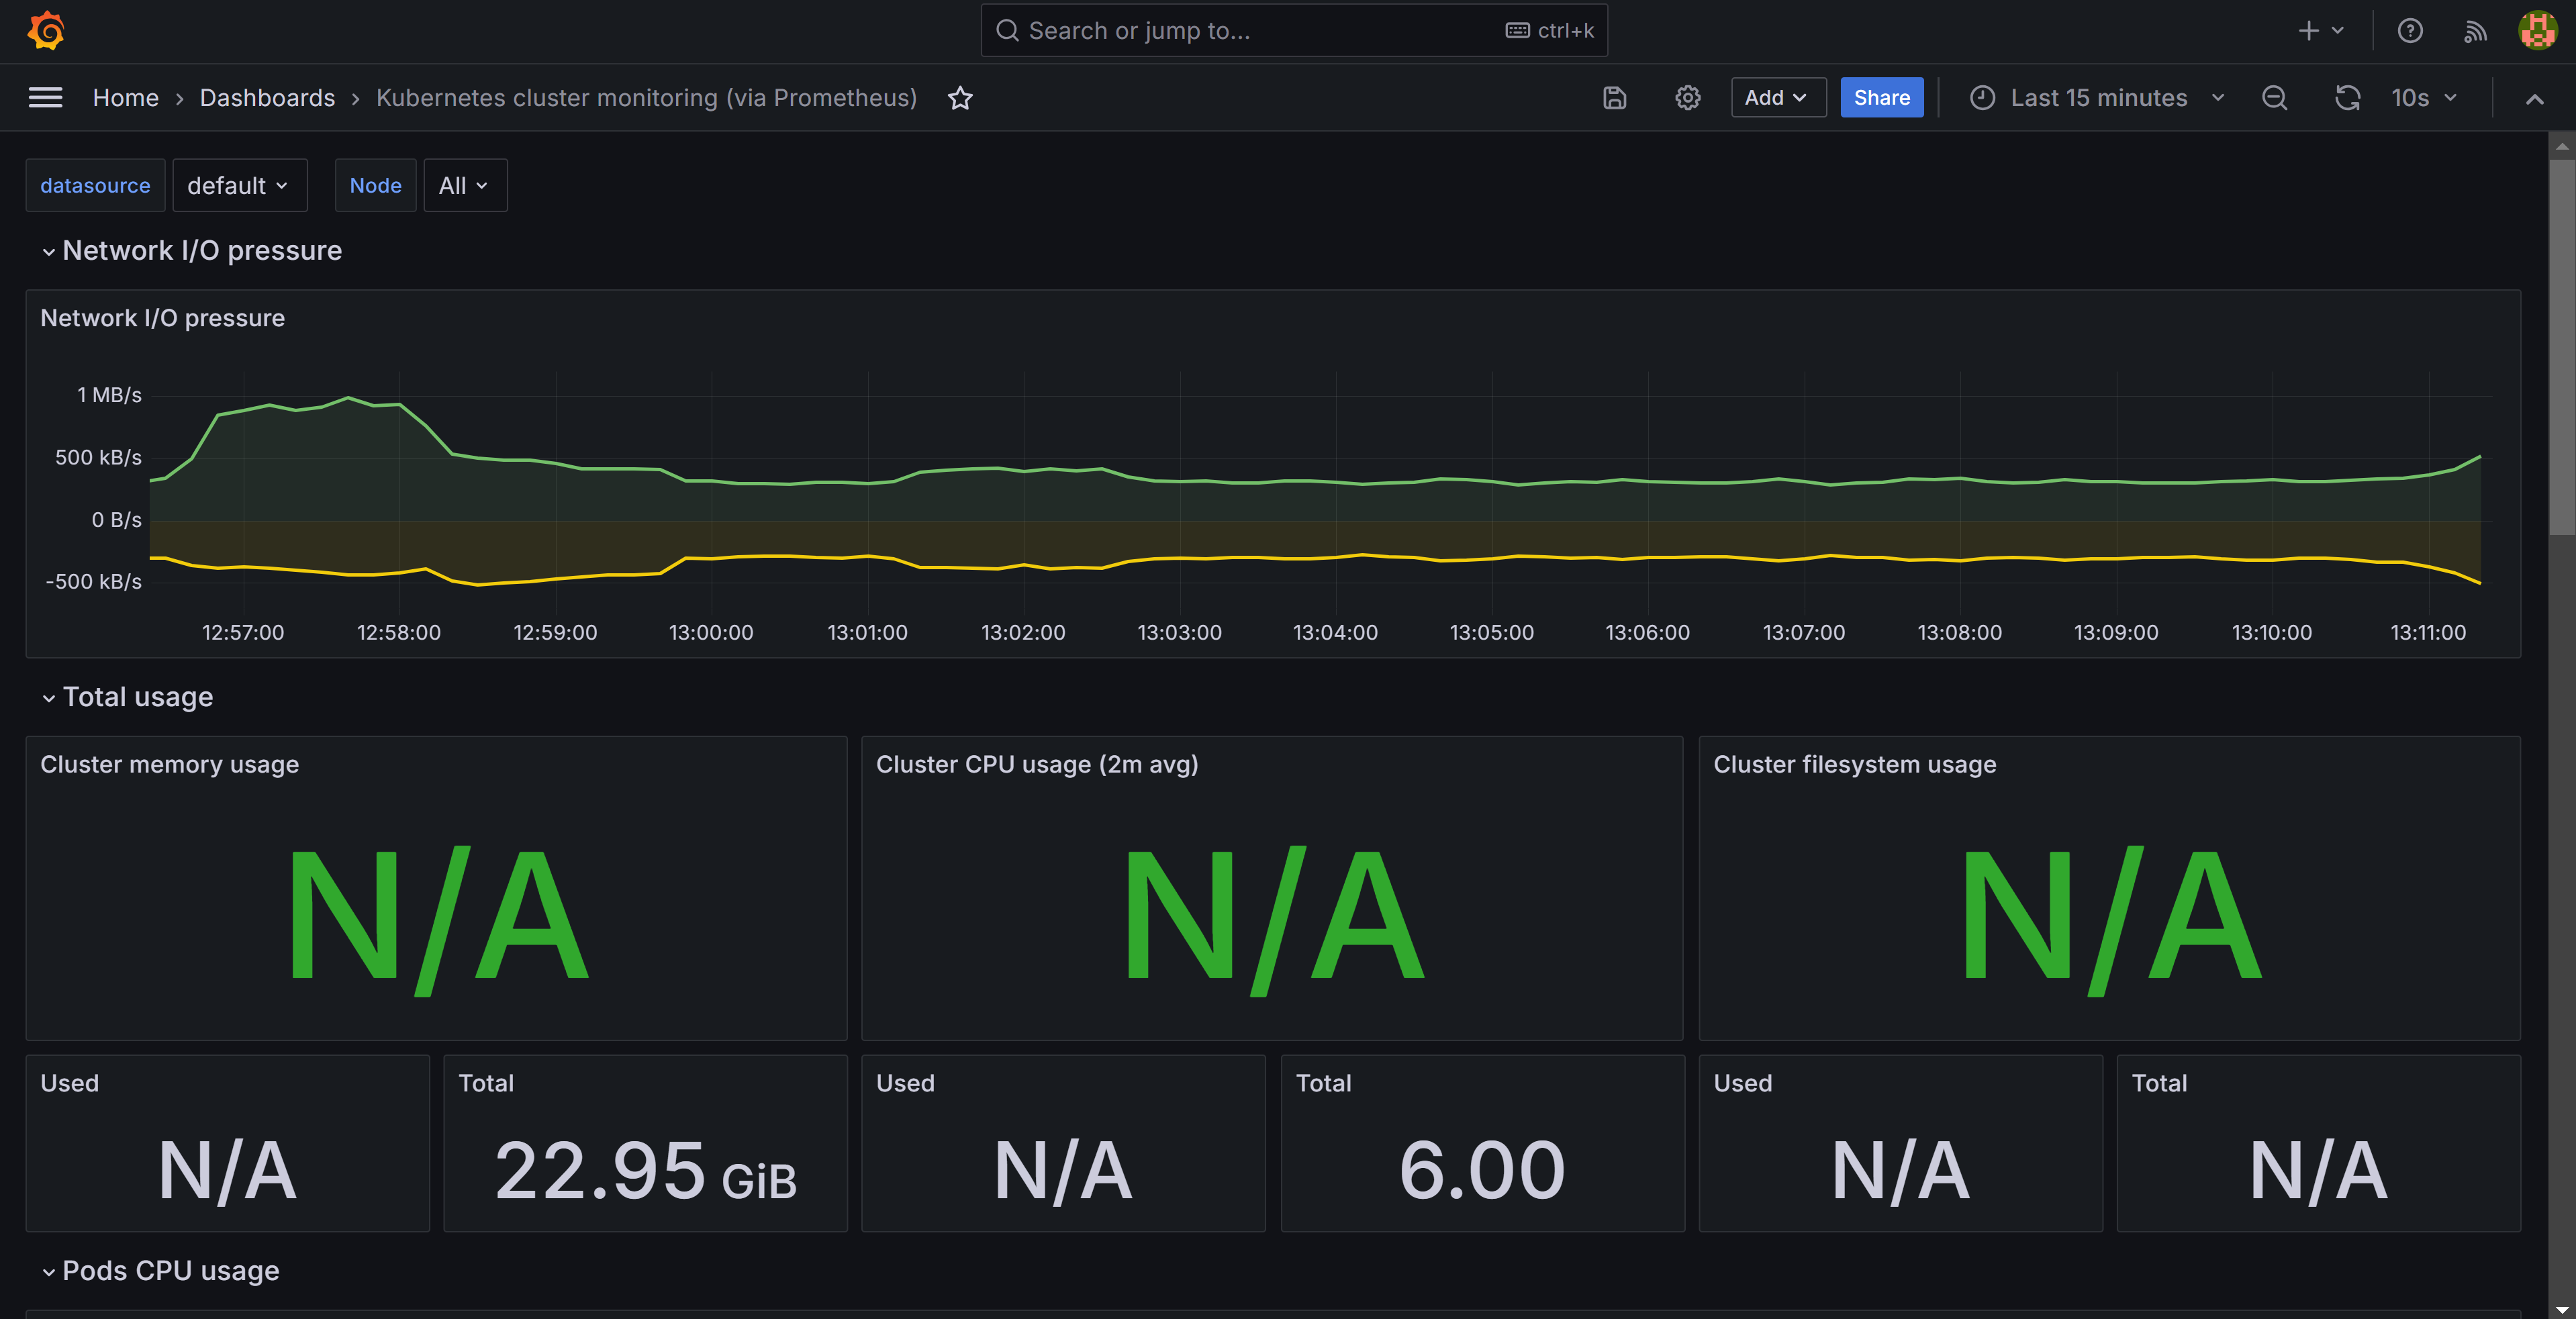 Search or jump to... ctrl+k
Home › Dashboards › Kubernetes cluster monitoring (via Prometheus)
Add
Share
Last 15 minutes
10s
datasource
default
Node
All
Network I/O pressure
Network I/O pressure
1 MB/s
500 kB/s
0 B/s
-500 kB/s
12:57:00 12:58:00 12:59:00 13:00:00 13:01:00 13:02:00 13:03:00 13:04:00 13:05:00 13:06:00 13:07:00 13:08:00 13:09:00 13:10:00 13:11:00
Total usage
Cluster memory usage
N/A
Cluster CPU usage (2m avg)
N/A
Cluster filesystem usage
N/A
Used
N/A
Total
22.95 GiB
Used
N/A
Total
6.00
Used
N/A
Total
N/A
Pods CPU usage